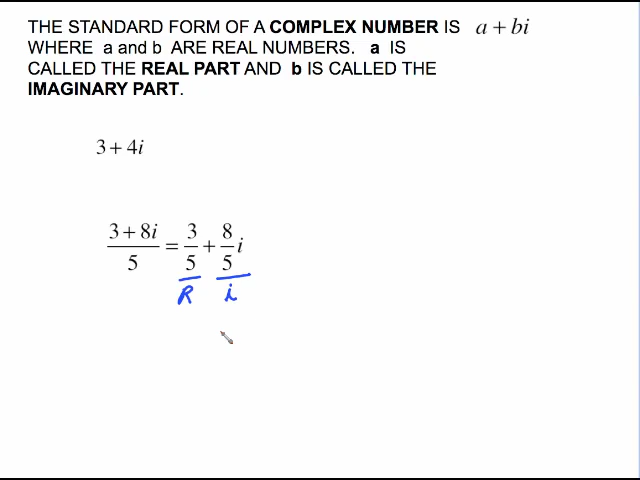 THE STANDARD FORM OF A COMPLEX NUMBER IS a + bi
WHERE a and b ARE REAL NUMBERS. a IS
CALLED THE REAL PART AND b IS CALLED THE
IMAGINARY PART.
3 + 4i
(3 + 8i)/5 = 3/5 + 8/5 i
R i